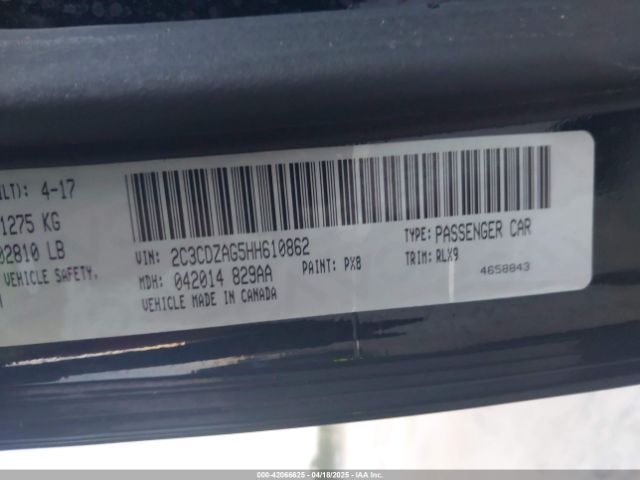 ILT): 4-17
1275 KG
02810 LB
VEHICLE SAFETY,
VIN: 2C3CDZAG5HH610862
TYPE: PASSENGER CAR
MDH: 042014 829AA
PAINT: PX8
TRIM: RLX9
VEHICLE MADE IN CANADA
4658843
000-42066625 - 04/18/2025 - IAA Inc.